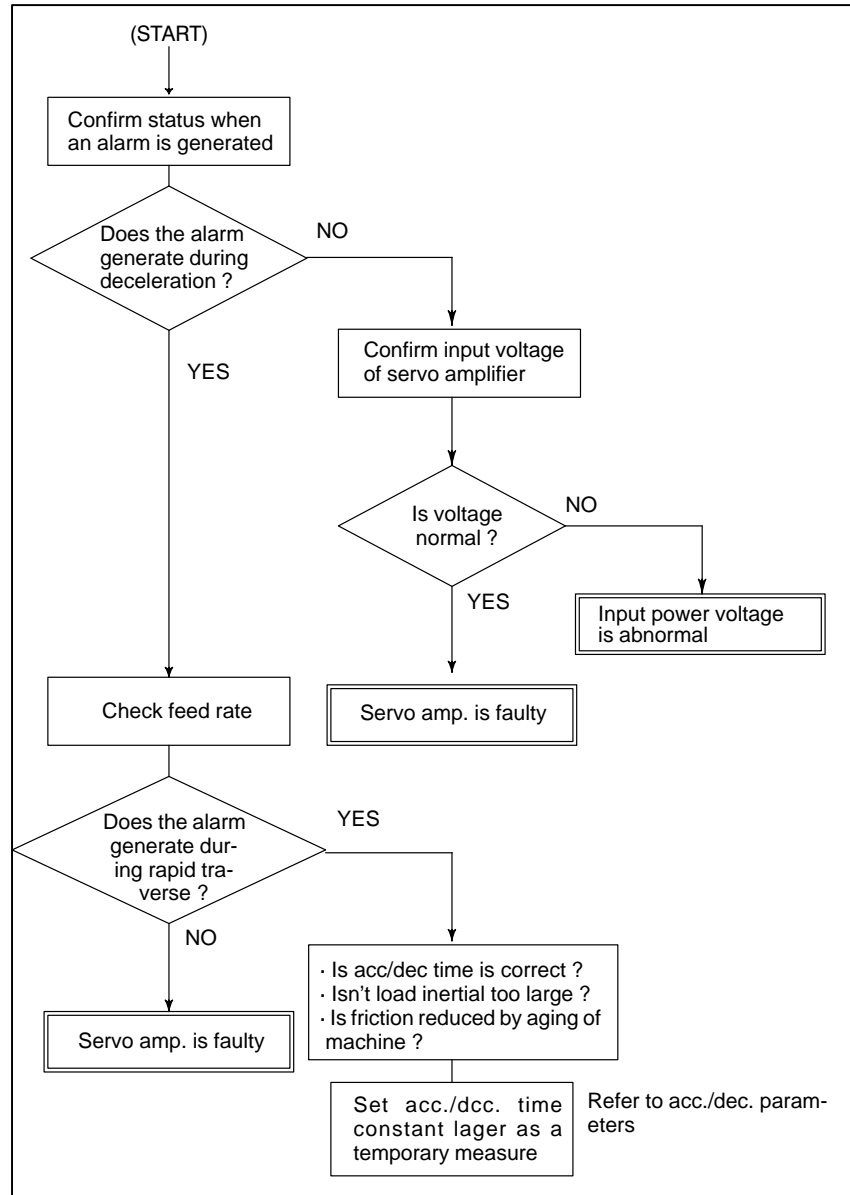 (START)
Confirm status when
an alarm is generated
Does the alarm
generate during
deceleration ?
NO
YES
Confirm input voltage
of servo amplifier
Is voltage
normal ?
NO
YES
Input power voltage
is abnormal
Servo amp. is faulty
Check feed rate
Does the alarm
generate dur-
ing rapid tra-
verse ?
YES
NO
Servo amp. is faulty
· Is acc/dec time is correct ?
· Isn't load inertial too large ?
· Is friction reduced by aging of
machine ?
Set acc./dcc. time
constant lager as a
temporary measure
Refer to acc./dec. param-
eters